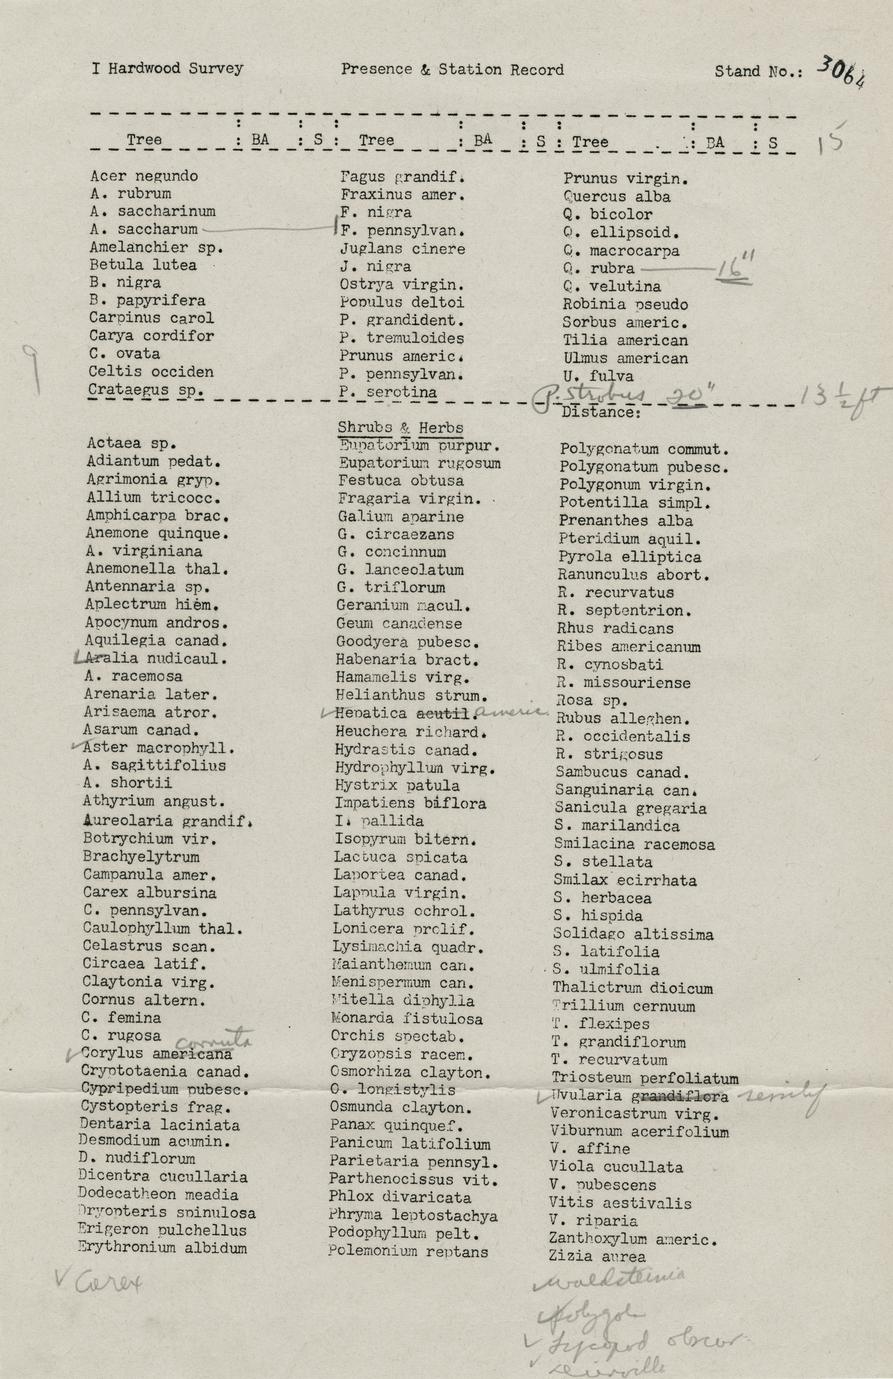 I Hardwood Survey Presence & Station Record Stand No.: 3064
Tree : BA : S : Tree : BA : S : Tree : BA : S 15
Acer negundo
A. rubrum
A. saccharinum
A. saccharum
Amelanchier sp.
Betula lutea
B. nigra
B. papyrifera
Carpinus carol
Carya cordifor
C. ovata
Celtis occiden
Crataegus sp.
9
Fagus grandif.
Fraxinus amer.
F. nigra
F. pennsylvan.
Juglans cinere
J. nigra
Ostrya virgin.
Populus deltoi
P. grandident.
P. tremuloides
Prunus americ.
P. pennsylvan.
P. serotina
Prunus virgin.
Quercus alba
Q. bicolor
Q. ellipsoid.
Q. macrocarpa
Q. rubra 16"
Q. velutina
Robinia pseudo
Sorbus americ.
Tilia american
Ulmus american
U. fulva
P. Strobus 20" 13 1/2 ft
Distance:
Shrubs & Herbs
Actaea sp.
Adiantum pedat.
Agrimonia gryp.
Allium tricocc.
Amphicarpa brac.
Anemone quinque.
A. virginiana
Anemonella thal.
Antennaria sp.
Aplectrum hiem.
Apocynum andros.
Aquilegia canad.
Aralia nudicaul.
A. racemosa
Arenaria later.
Arisaema atror.
Asarum canad.
Aster macrophyll.
A. sagittifolius
A. shortii
Athyrium angust.
Aureolaria grandif.
Botrychium vir.
Brachyelytrum
Campanula amer.
Carex albursina
C. pennsylvan.
Caulophyllum thal.
Celastrus scan.
Circaea latif.
Claytonia virg.
Cornus altern.
C. femina
C. rugosa
cornuta
Corylus americana
Cryptotaenia canad.
Cypripedium pubesc.
Cystopteris frag.
Dentaria laciniata
Desmodium acumin.
D. nudiflorum
Dicentra cucullaria
Dodecatheon meadia
Dryopteris spinulosa
Erigeron pulchellus
Erythronium albidum
√ Carex
Eupatorium purpur.
Eupatorium rugosum
Festuca obtusa
Fragaria virgin.
Galium aparine
G. circaezans
G. concinnum
G. lanceolatum
G. triflorum
Geranium macul.
Geum canadense
Goodyera pubesc.
Habenaria bract.
Hamamelis virg.
Helianthus strum.
√ Hepatica acutil. americ.
Heuchera richard.
Hydrastis canad.
Hydrophyllum virg.
Hystrix patula
Impatiens biflora
I. pallida
Isopyrum bitern.
Lactuca spicata
Laportea canad.
Lappula virgin.
Lathyrus ochrol.
Lonicera prolif.
Lysimachia quadr.
Maianthemum can.
Menispermum can.
Mitella diphylla
Monarda fistulosa
Orchis spectab.
Oryzopsis racem.
Osmorhiza clayton.
O. longistylis
Osmunda clayton.
Panax quinquef.
Panicum latifolium
Parietaria pennsyl.
Parthenocissus vit.
Phlox divaricata
Phryma leptostachya
Podophyllum pelt.
Polemonium reptans
Polygonatum commut.
Polygonatum pubesc.
Polygonum virgin.
Potentilla simpl.
Prenanthes alba
Pteridium aquil.
Pyrola elliptica
Ranunculus abort.
R. recurvatus
R. septentrion.
Rhus radicans
Ribes americanum
R. cynosbati
R. missouriense
Rosa sp.
Rubus alleghen.
R. occidentalis
R. strigosus
Sambucus canad.
Sanguinaria can.
Sanicula gregaria
S. marilandica
Smilacina racemosa
S. stellata
Smilax ecirrhata
S. herbacea
S. hispida
Solidago altissima
S. latifolia
S. ulmifolia
Thalictrum dioicum
Trillium cernuum
T. flexipes
T. grandiflorum
T. recurvatum
Triosteum perfoliatum
√ Uvularia grandiflora sessilif
Veronicastrum virg.
Viburnum acerifolium
V. affine
Viola cucullata
V. pubescens
Vitis aestivalis
V. riparia
Zanthoxylum americ.
Zizia aurea
Waldsteinia
Polygal
√ Lycopod obscur
√ Diervilla